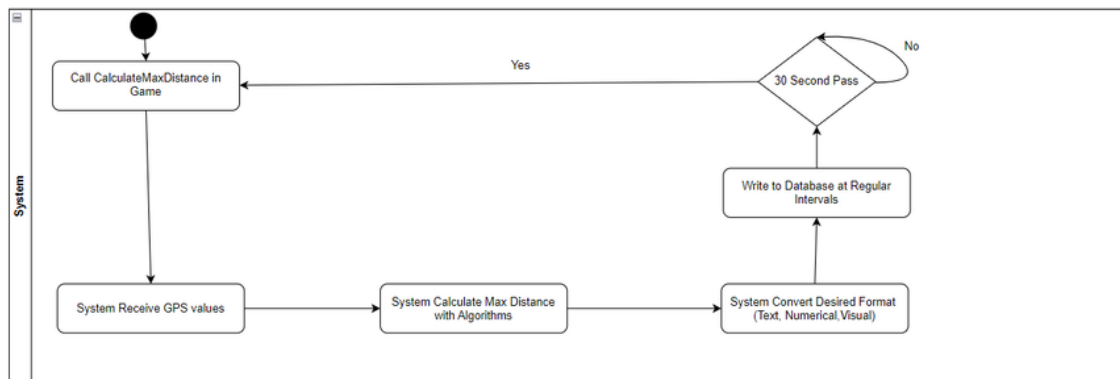 System
Call CalculateMaxDistance in
Game
Yes
30 Second Pass
No
Write to Database at Regular
Intervals
System Receive GPS values
System Calculate Max Distance
with Algorithms
System Convert Desired Format
(Text, Numerical,Visual)